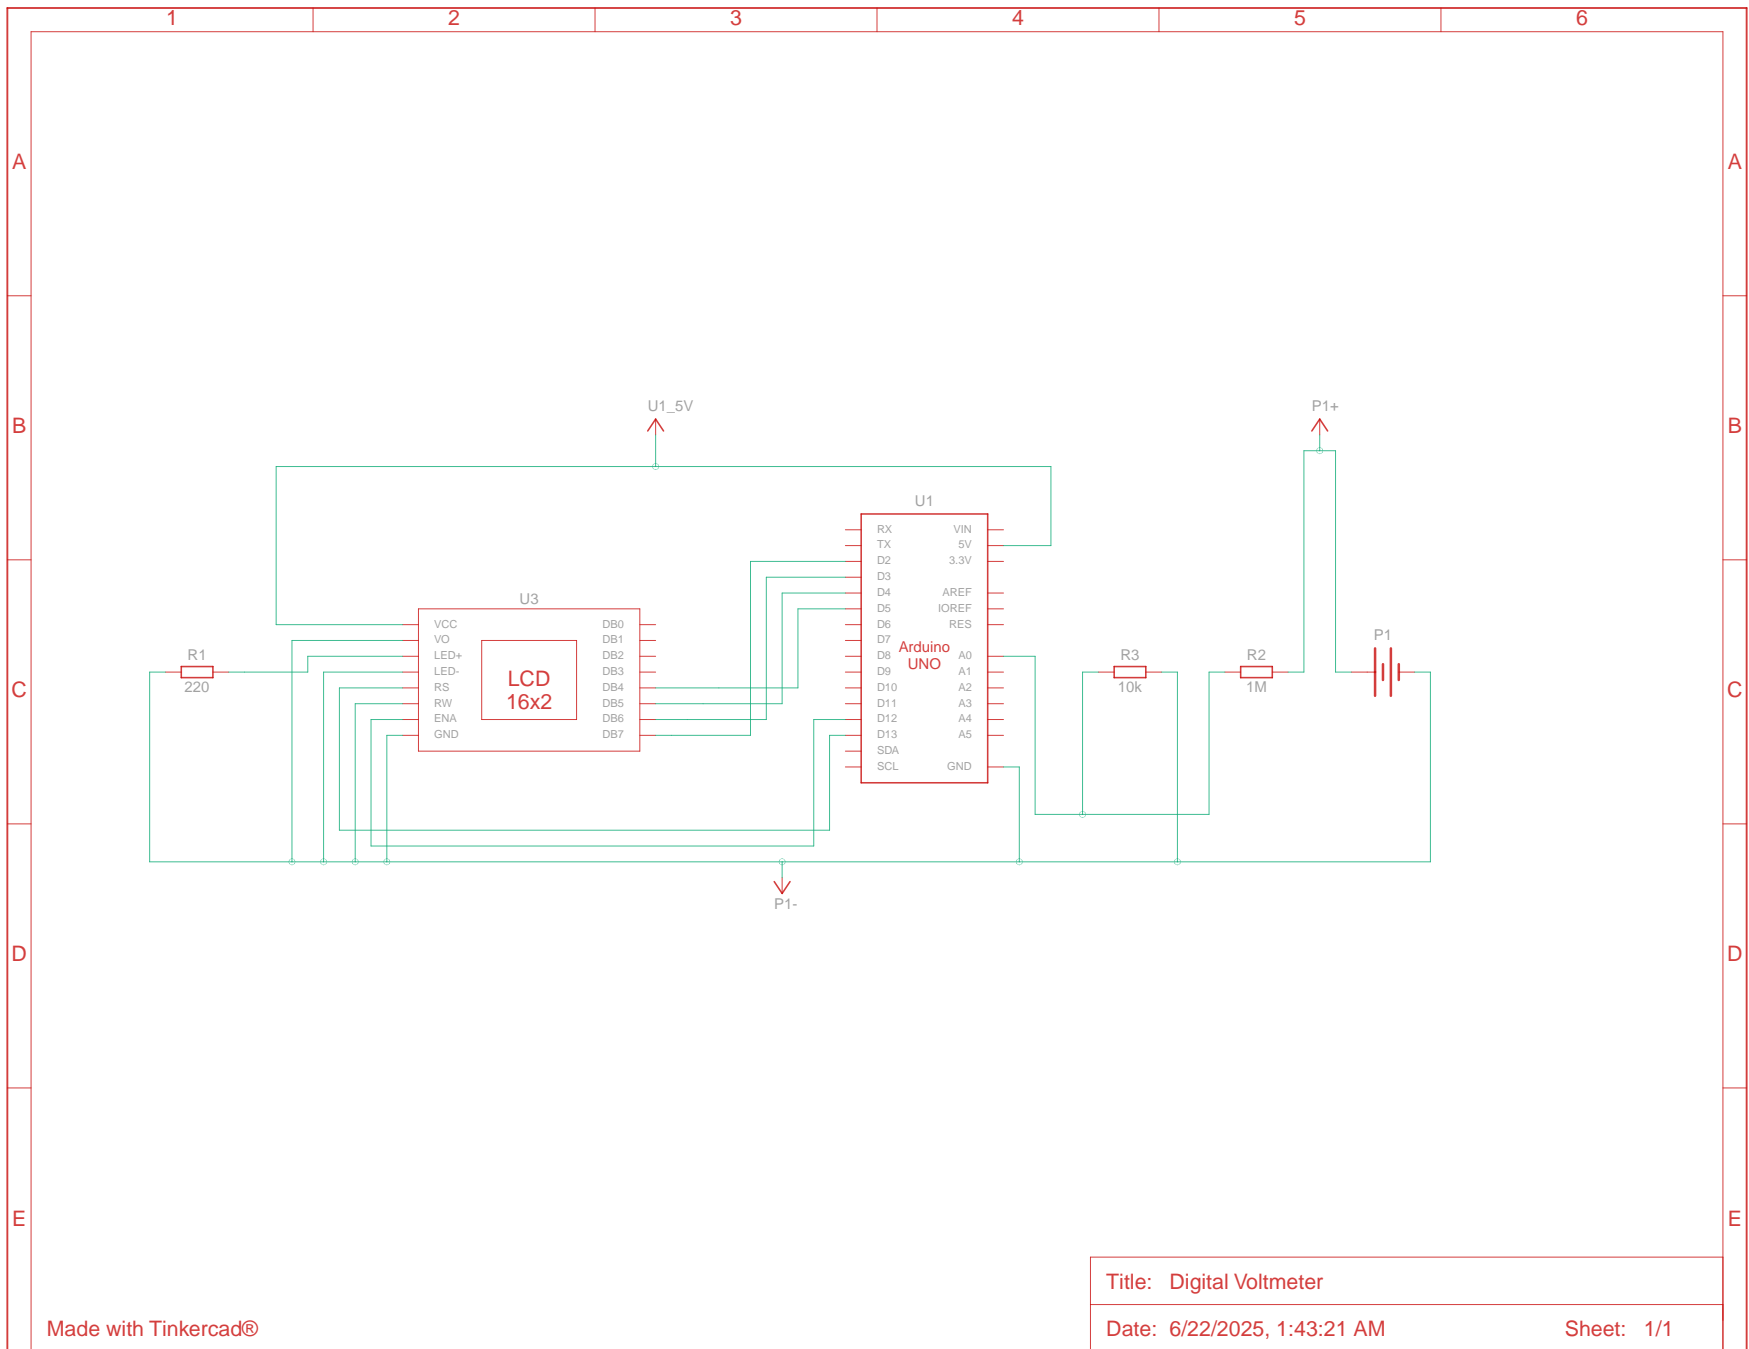 1 2 3 4 5 6
A A
U1_5V P1+
B B
U1
RX VIN
TX 5V
D2 3.3V
D3
D4 AREF
D5 IOREF
D6 RES
D7
D8 A0
D9 A1
D10 A2
D11 A3
D12 A4
D13 A5
SDA
SCL GND
Arduino
UNO
U3
VCC DB0
VO DB1
LED+ DB2
LED- DB3
RS DB4
RW DB5
ENA DB6
GND DB7
LCD
16x2
R1
220
R3
10k
R2
1M
P1
C C
P1-
D D
E E
Title: Digital Voltmeter
Made with Tinkercad®
Date: 6/22/2025, 1:43:21 AM Sheet: 1/1